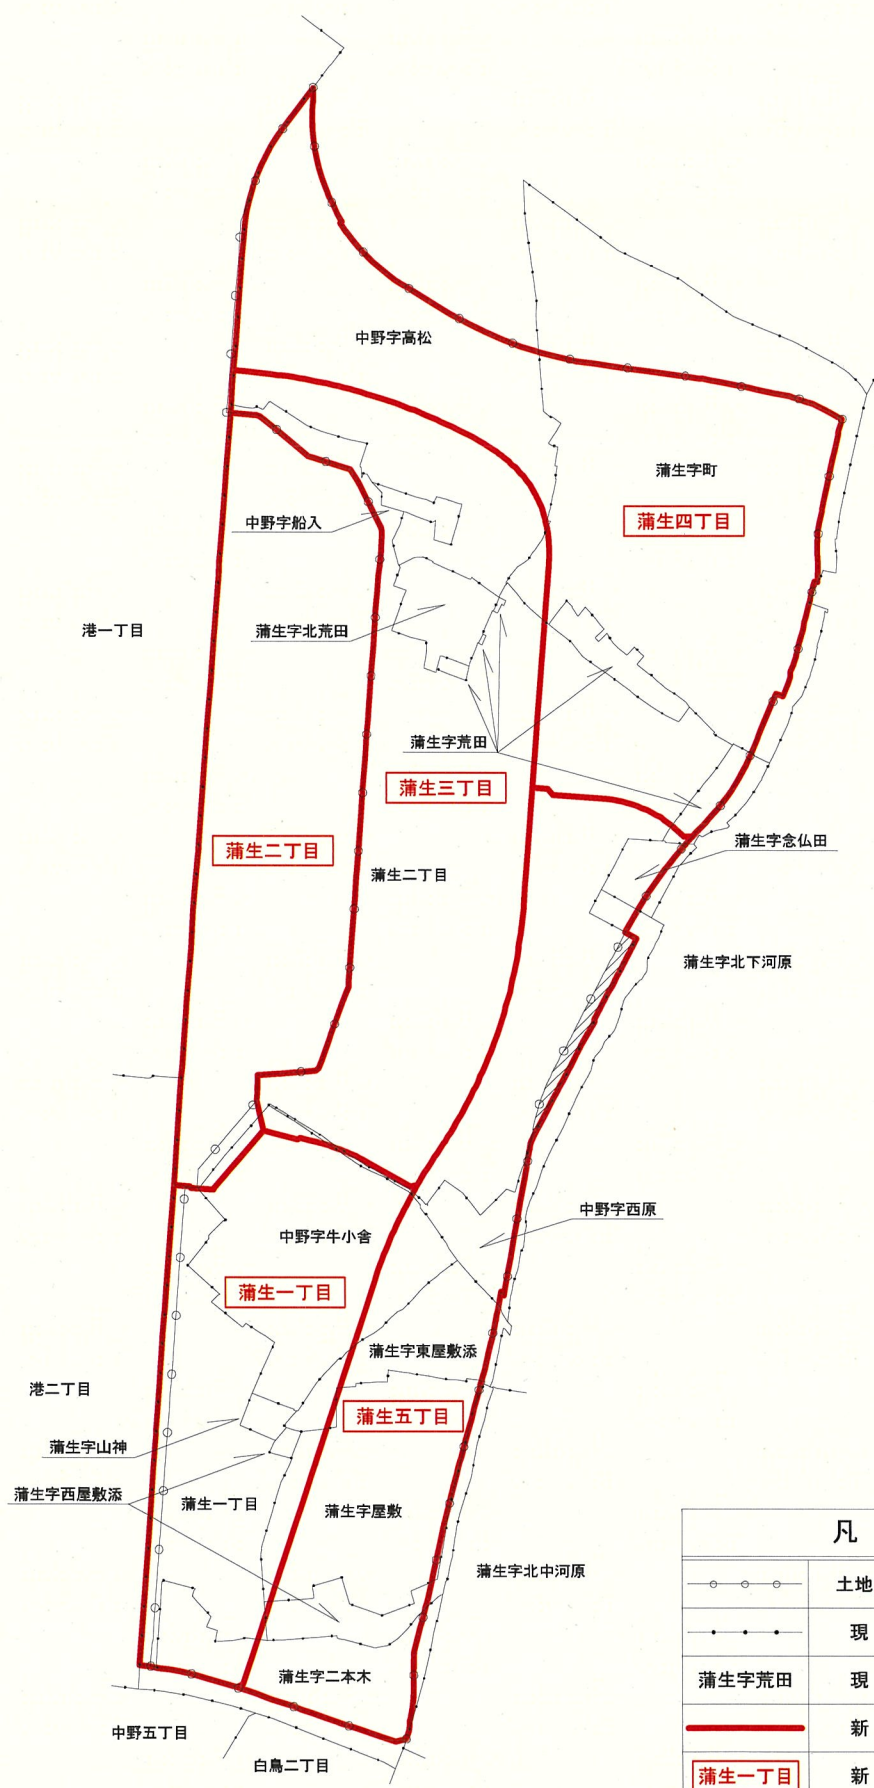 中野字高松
蒲生字町
蒲生四丁目
中野字船入
港一丁目
蒲生字北荒田
蒲生字荒田
蒲生三丁目
蒲生字念仏田
蒲生二丁目
蒲生二丁目
蒲生字北下河原
中野字西原
中野字牛小舎
蒲生一丁目
蒲生字東屋敷添
港二丁目
蒲生五丁目
蒲生字山神
蒲生字西屋敷添
蒲生一丁目
蒲生字屋敷
蒲生字北中河原
蒲生字二本木
中野五丁目
白鳥二丁目
凡
土地
現
蒲生字荒田 現
新
蒲生一丁目 新